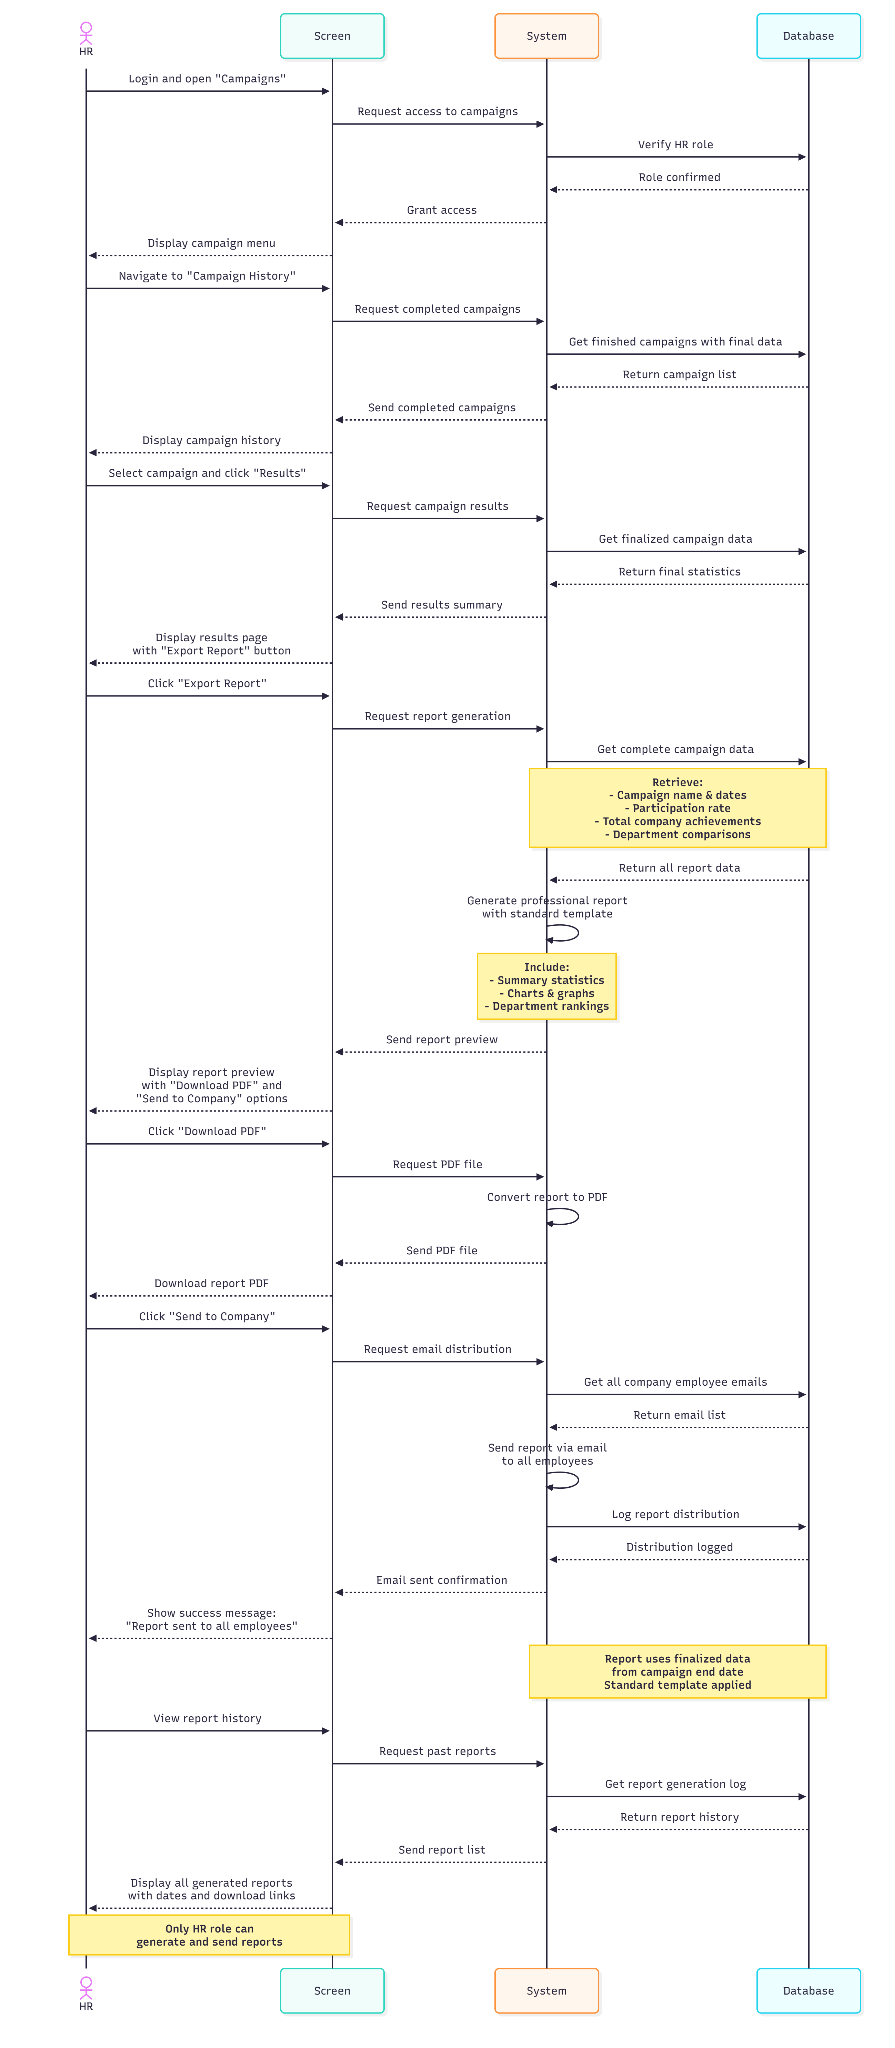 HR
Screen
System
Database
Login and open "Campaigns"
Request access to campaigns
Verify HR role
Role confirmed
Grant access
Display campaign menu
Navigate to "Campaign History"
Request completed campaigns
Get finished campaigns with final data
Return campaign list
Send completed campaigns
Display campaign history
Select campaign and click "Results"
Request campaign results
Get finalized campaign data
Return final statistics
Send results summary
Display results page
with "Export Report" button
Click "Export Report"
Request report generation
Get complete campaign data
Retrieve:
- Campaign name & dates
- Participation rate
- Total company achievements
- Department comparisons
Return all report data
Generate professional report
with standard template
Include:
- Summary statistics
- Charts & graphs
- Department rankings
Send report preview
Display report preview
with "Download PDF" and
"Send to Company" options
Click "Download PDF"
Request PDF file
Convert report to PDF
Send PDF file
Download report PDF
Click "Send to Company"
Request email distribution
Get all company employee emails
Return email list
Send report via email
to all employees
Log report distribution
Distribution logged
Email sent confirmation
Show success message:
"Report sent to all employees"
Report uses finalized data
from campaign end date
Standard template applied
View report history
Request past reports
Get report generation log
Return report history
Send report list
Display all generated reports
with dates and download links
Only HR role can
generate and send reports
HR
Screen
System
Database